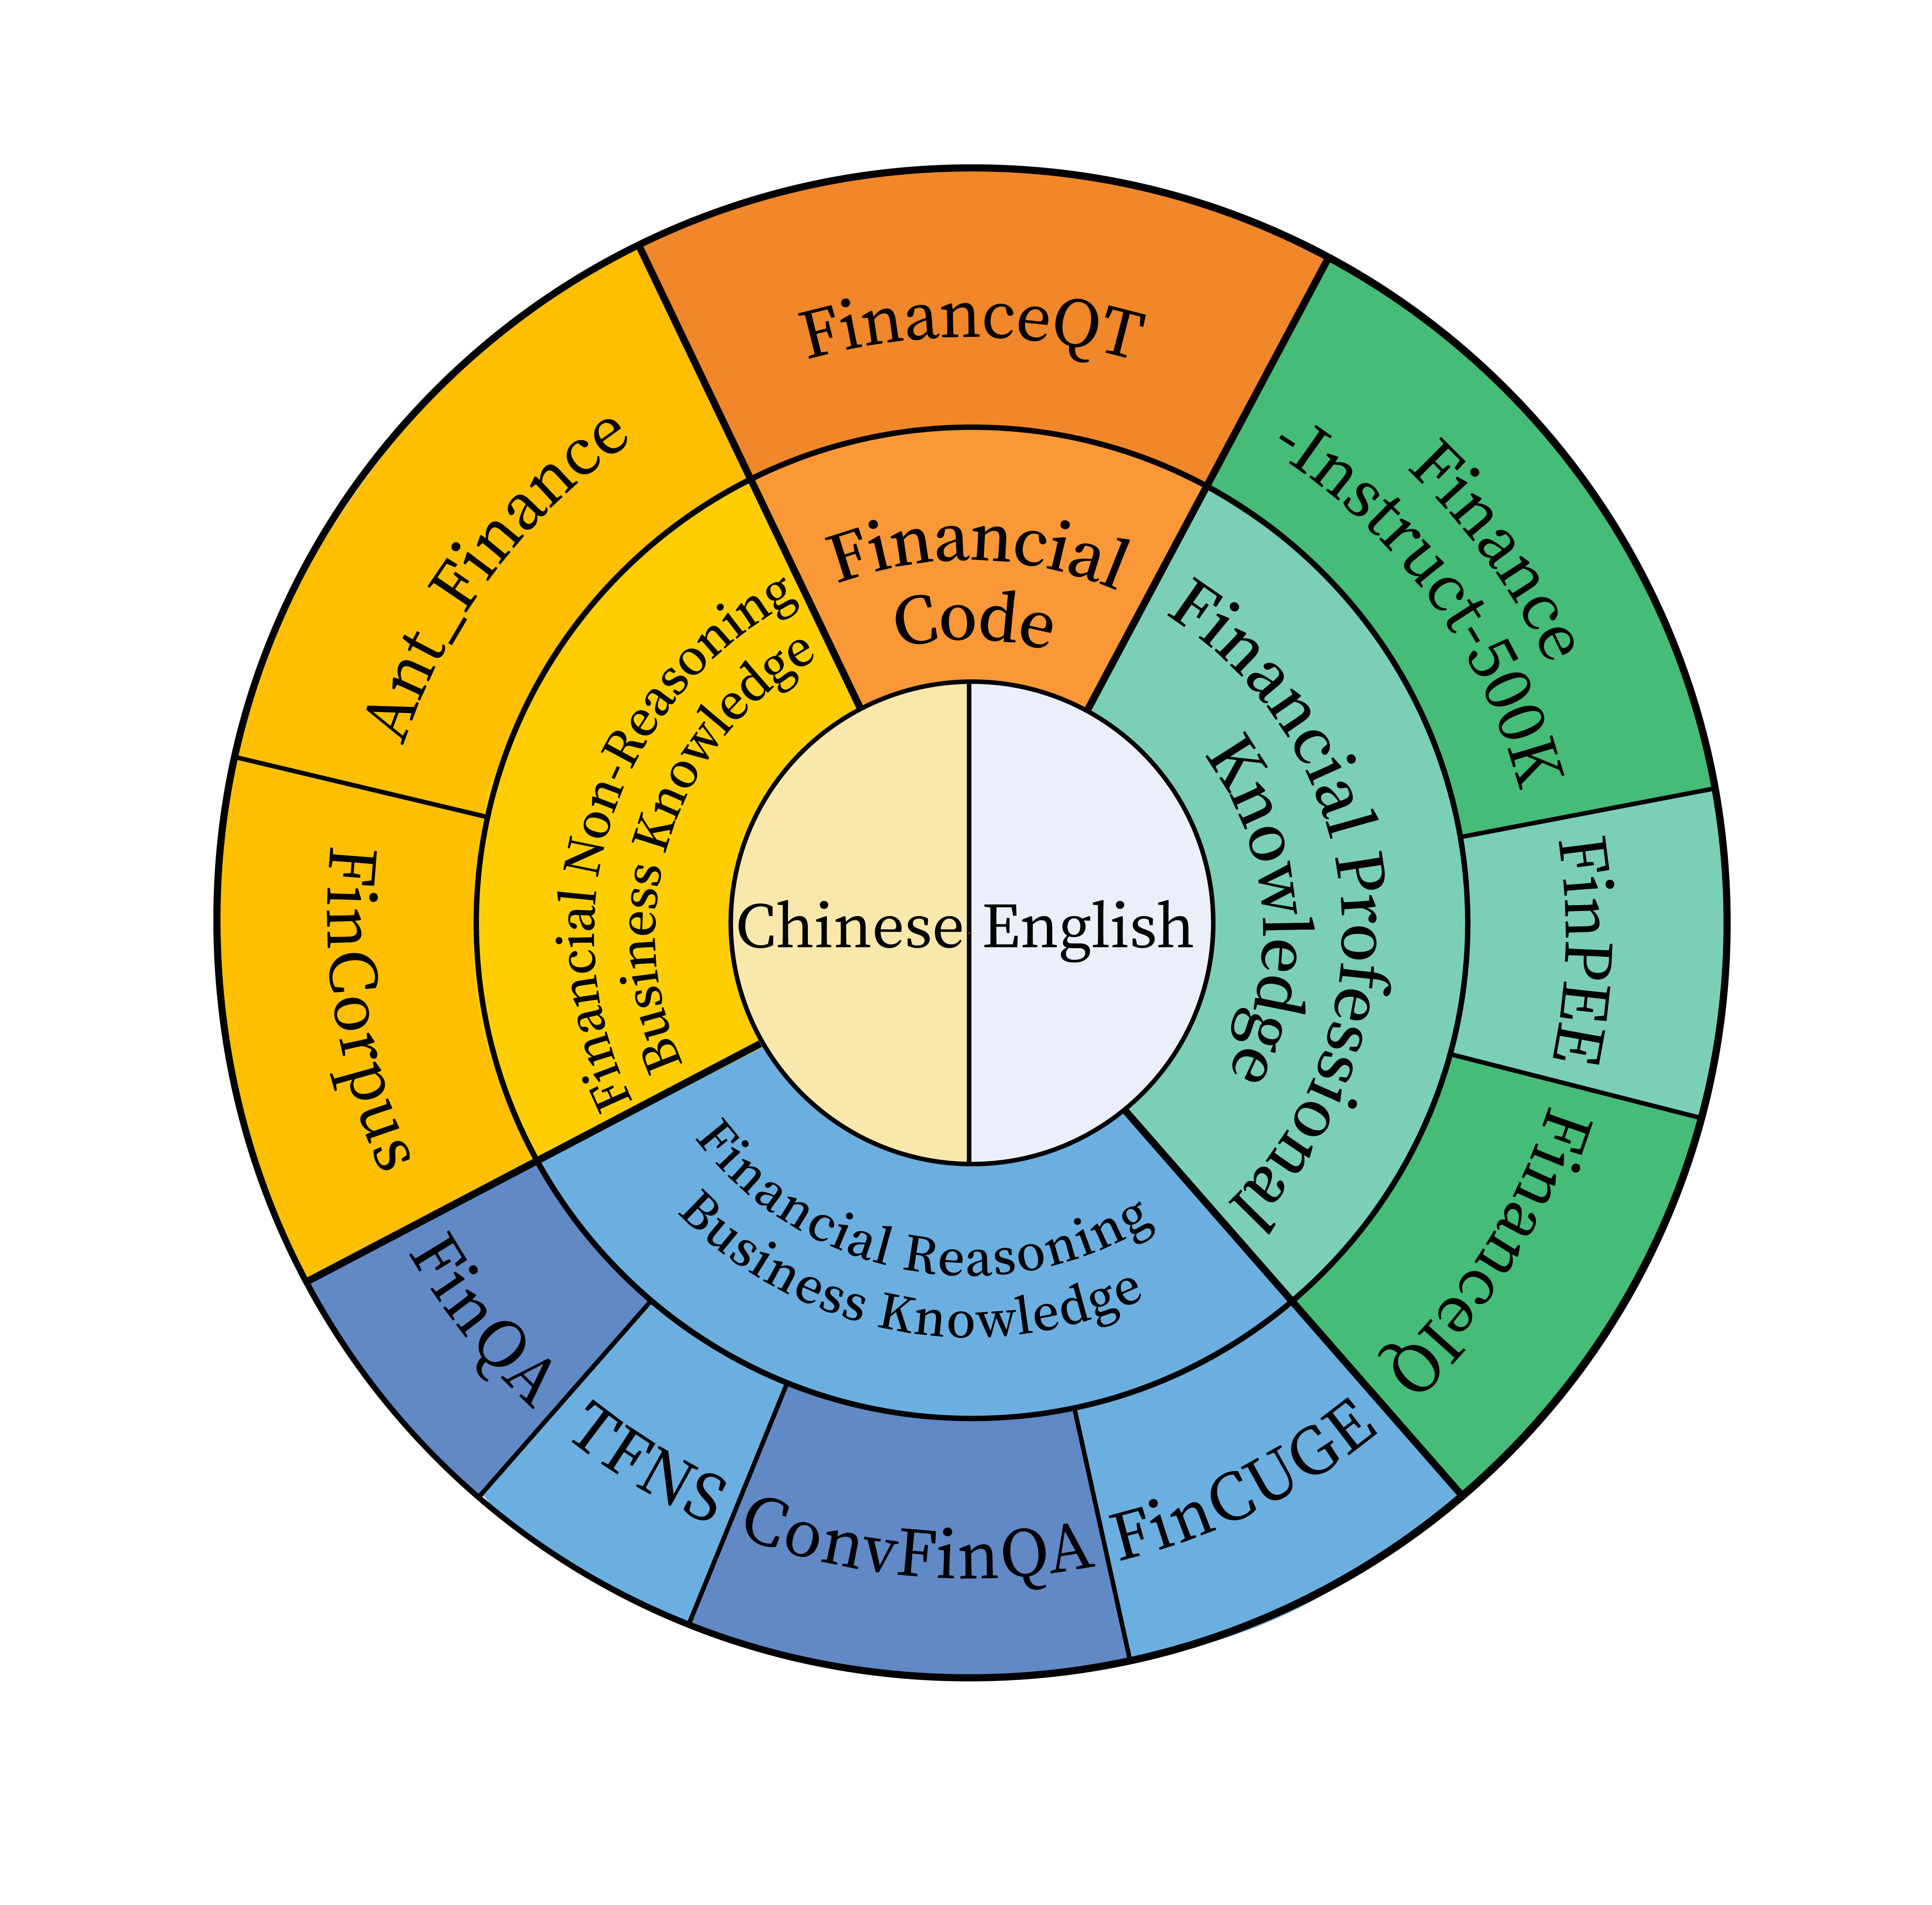 FinanceQT
Financial
Code
Finance
-Instruct-500k
FinPEE
FinanceIQ
Financial Professional
Knowledge
FinCUGE
ConvFinQA
TFNS
FinQA
Financial Reasoning
Business Knowledge
FinCorpus
Ant_Finance
Financial Non-Reasoning
Business Knowledge
Chinese
English